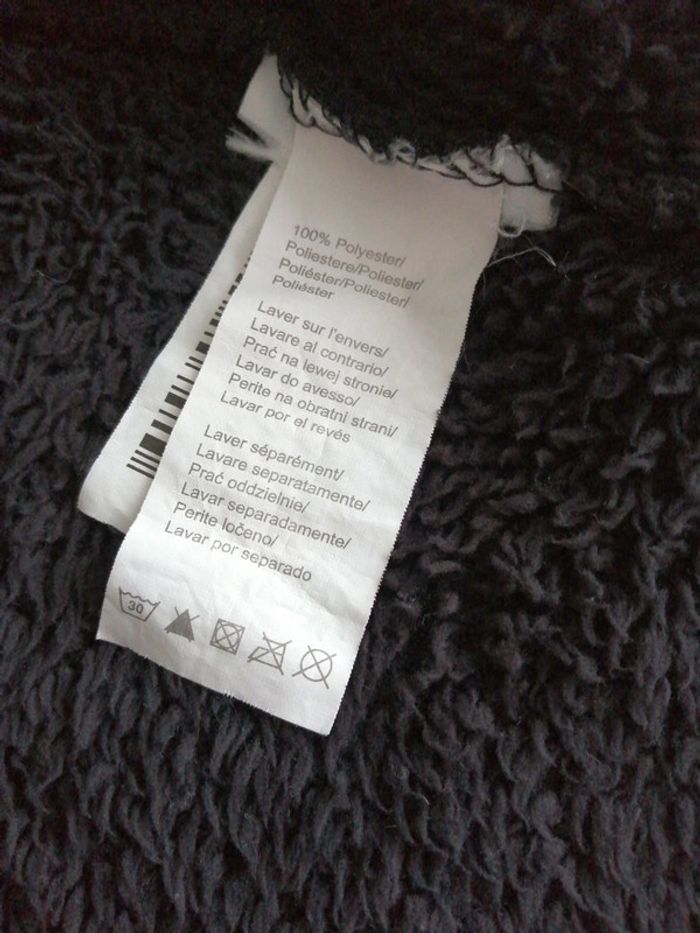 100% Polyester/
Poliestere/Poliester/
Poliéster/Poliester/
Poliéster
Laver sur l'envers/
Lavare al contrario/
Prać na lewej stronie/
Lavar do avesso/
Perite na obratni strani/
Lavar por el revés
Laver séparément/
Lavare separatamente/
Prać oddzielnie/
Lavar separadamente/
Perite ločeno/
Lavar por separado
30